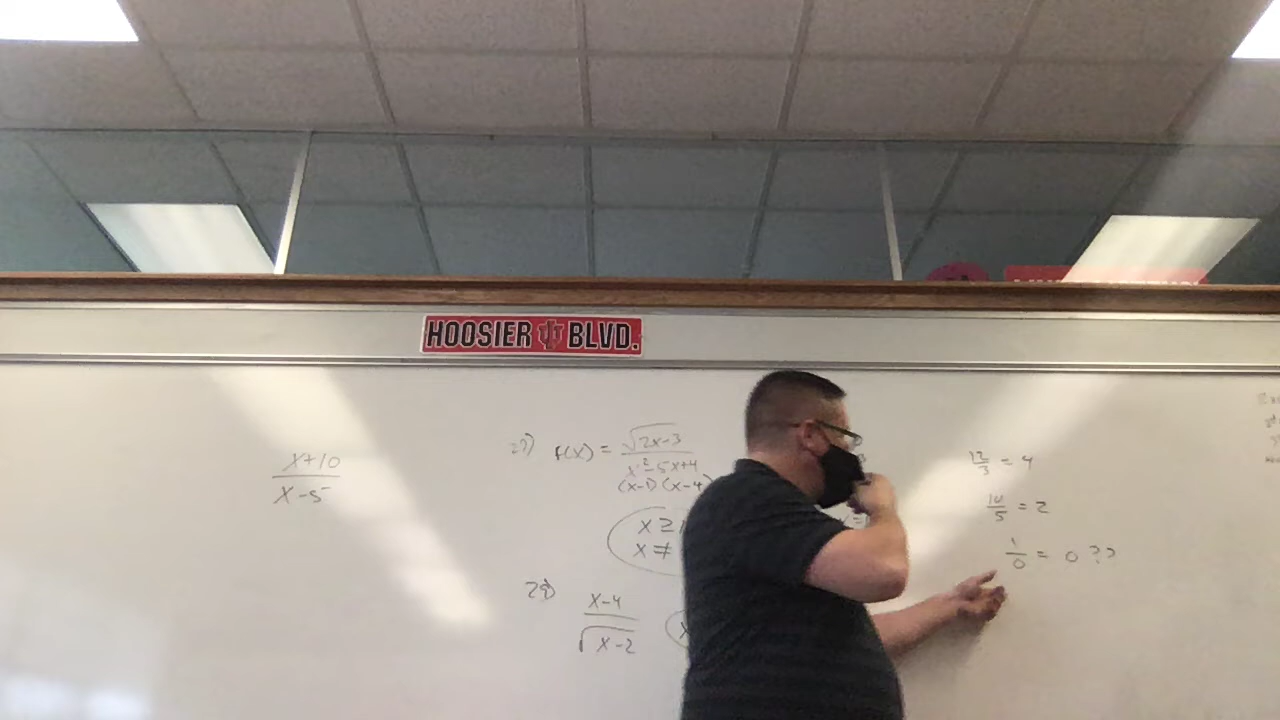 HOOSIER BLVD.
x+10
x-5
27) f(x) = √2x-3
x²-5x+4
(x-1)(x-4)
x ≥
x ≠
x-4
√x-2
12/3 = 4
10/5 = 2
1/0 = 0 ??